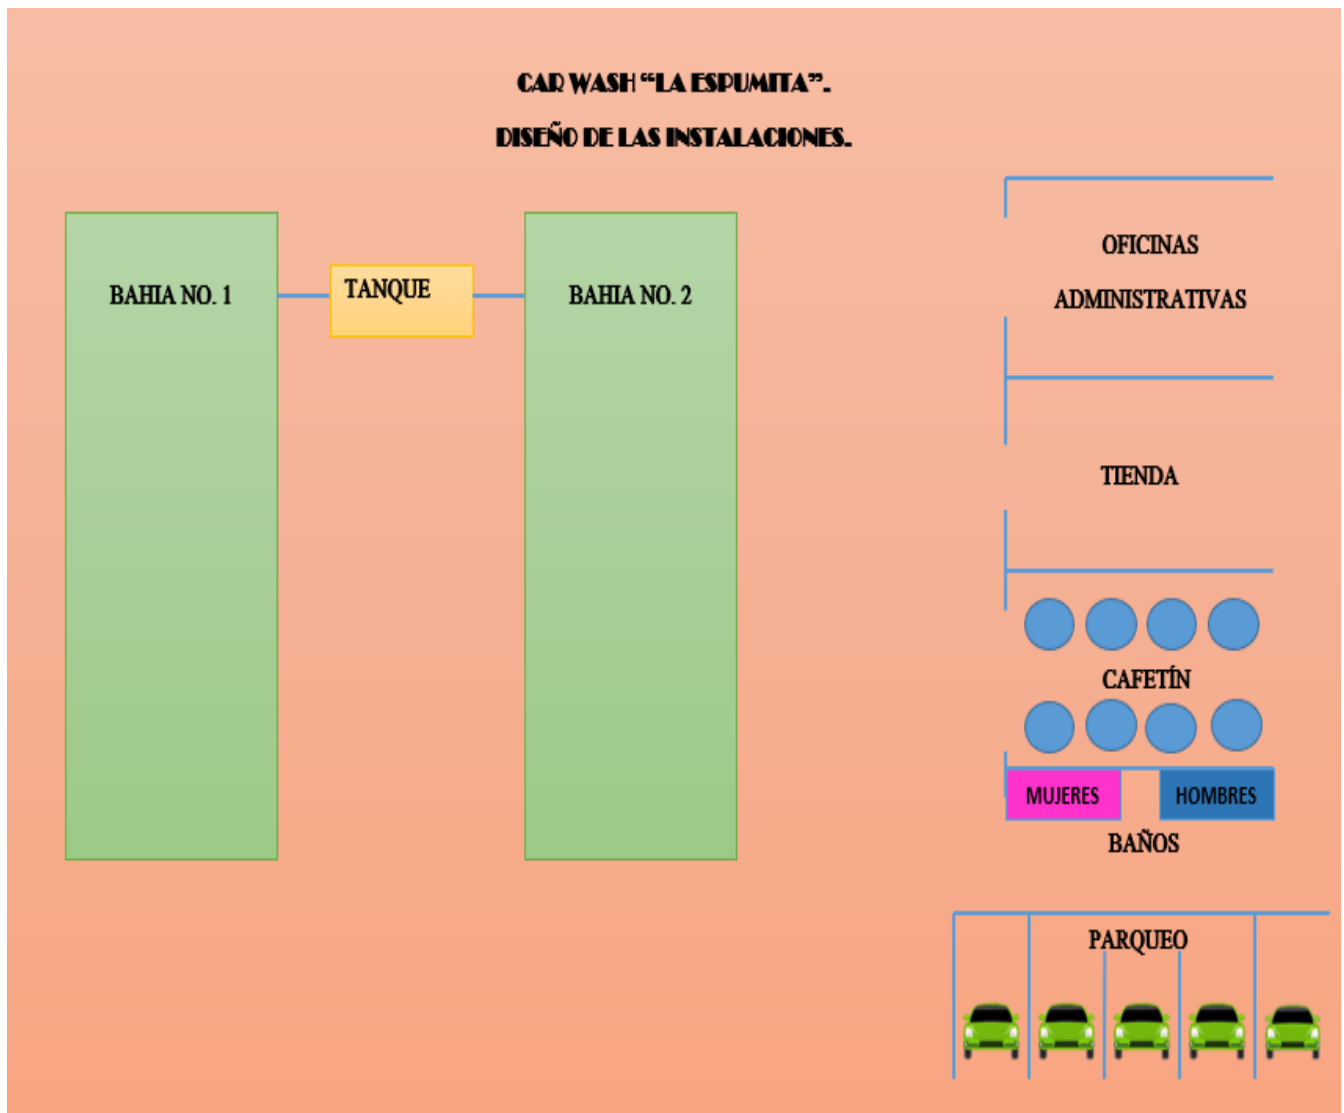 CAR WASH “LA ESPUMITA”.
DISEÑO DE LAS INSTALACIONES.
BAHIA NO. 1
TANQUE
BAHIA NO. 2
OFICINAS
ADMINISTRATIVAS
TIENDA
CAFETÍN
MUJERES
HOMBRES
BAÑOS
PARQUEO